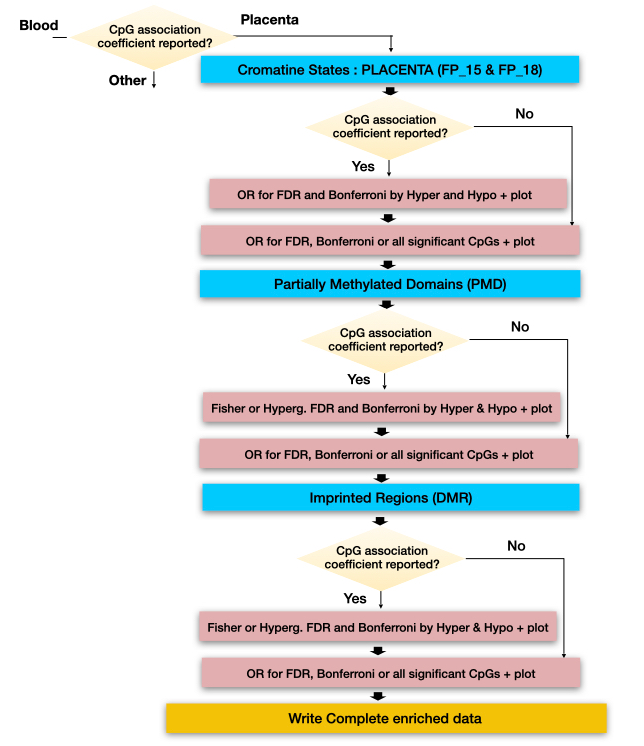 Blood
Placenta
CpG association
coefficient reported?
Other
Cromatine States : PLACENTA (FP_15 & FP_18)
CpG association
coefficient reported?
No
Yes
OR for FDR and Bonferroni by Hyper and Hypo + plot
OR for FDR, Bonferroni or all significant CpGs + plot
Partially Methylated Domains (PMD)
CpG association
coefficient reported?
No
Yes
Fisher or Hyperg. FDR and Bonferroni by Hyper & Hypo + plot
OR for FDR, Bonferroni or all significant CpGs + plot
Imprinted Regions (DMR)
CpG association
coefficient reported?
No
Yes
Fisher or Hyperg. FDR and Bonferroni by Hyper & Hypo + plot
OR for FDR, Bonferroni or all significant CpGs + plot
Write Complete enriched data